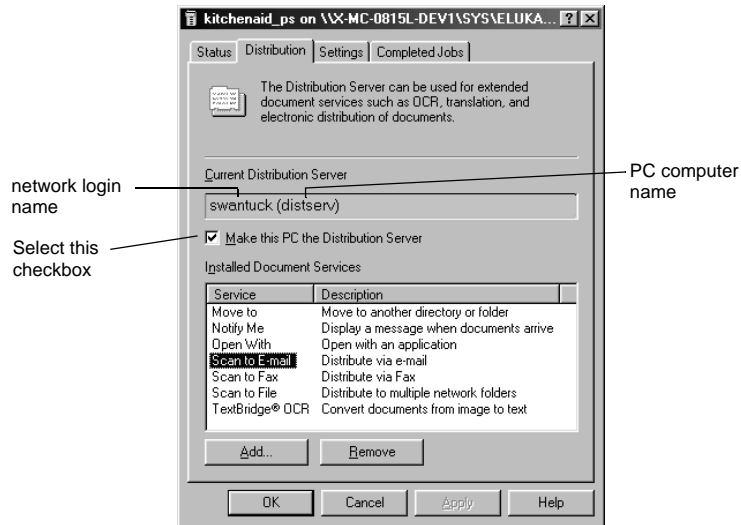 kitchenaid_ps on \\X-MC-0815L-DEV1\SYS\ELUKA...
Status Distribution Settings Completed Jobs
The Distribution Server can be used for extended
document services such as OCR, translation, and
electronic distribution of documents.
Current Distribution Server
network login
name
PC computer
name
swantuck (distserv)
Select this
checkbox
Make this PC the Distribution Server
Installed Document Services
Service Description
Move to Move to another directory or folder
Notify Me Display a message when documents arrive
Open With Open with an application
Scan to E-mail Distribute via e-mail
Scan to Fax Distribute via Fax
Scan to File Distribute to multiple network folders
TextBridge® OCR Convert documents from image to text
Add... Remove
OK Cancel Apply Help